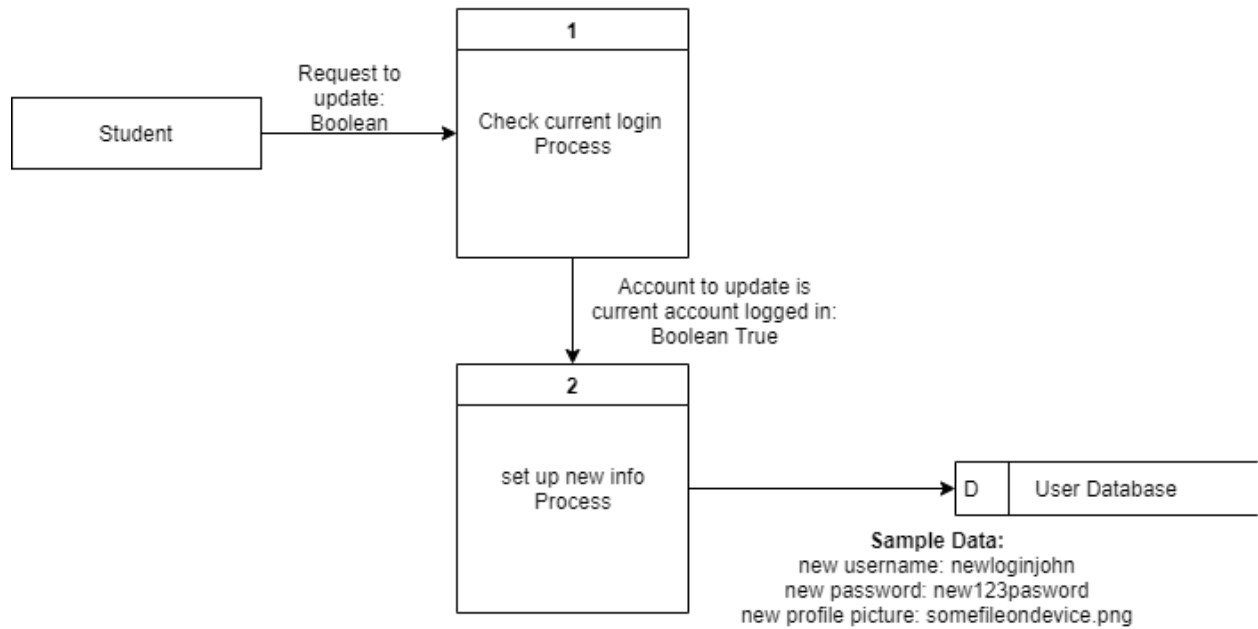 1
Request to
update:
Boolean
Student
Check current login
Process
Account to update is
current account logged in:
Boolean True
2
set up new info
Process
D
User Database
Sample Data:
new username: newloginjohn
new password: new123pasword
new profile picture: somefileondevice.png